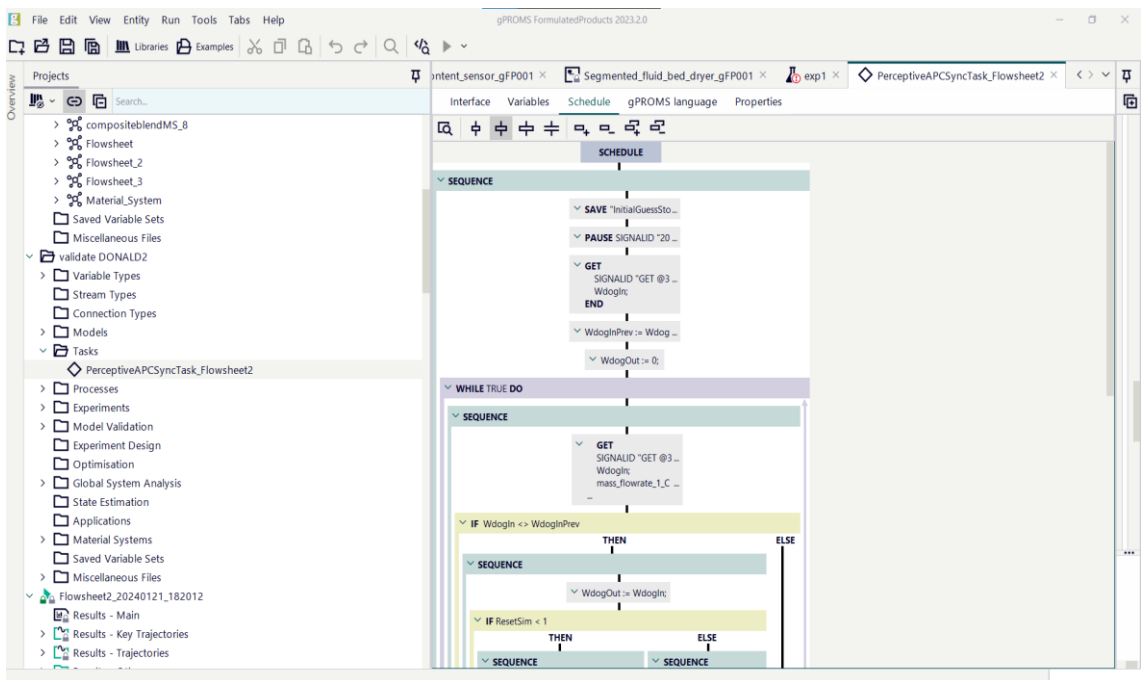 File Edit View Entity Run Tools Tabs Help
gPROMS FormulatedProducts 2023.2.0
Libraries Examples
Overview
Projects
Search..
compositeblendMS_8
Flowsheet
Flowsheet_2
Flowsheet_3
Material_System
Saved Variable Sets
Miscellaneous Files
validate DONALD2
Variable Types
Stream Types
Connection Types
Models
Tasks
PerceptiveAPCSyncTask_Flowsheet2
Processes
Experiments
Model Validation
Experiment Design
Optimisation
Global System Analysis
State Estimation
Applications
Material Systems
Saved Variable Sets
Miscellaneous Files
Flowsheet2_20240121_182012
Results - Main
Results - Key Trajectories
Results - Trajectories
ontent_sensor_gFP001 × Segmented_fluid_bed_dryer_gFP001 × exp1 × PerceptiveAPCSyncTask_Flowsheet2 ×
Interface Variables Schedule gPROMS language Properties
SCHEDULE
SEQUENCE
SAVE "InitialGuessSto...
PAUSE SIGNALID "20 ...
GET
SIGNALID "GET @3 ...
WdogIn;
END
WdogInPrev := Wdog ...
WdogOut := 0;
WHILE TRUE DO
SEQUENCE
GET
SIGNALID "GET @3 ...
WdogIn;
mass_flowrate_1_C ...
...
IF WdogIn <> WdogInPrev
THEN ELSE
SEQUENCE
WdogOut := WdogIn;
IF ResetSim < 1
THEN ELSE
SEQUENCE SEQUENCE